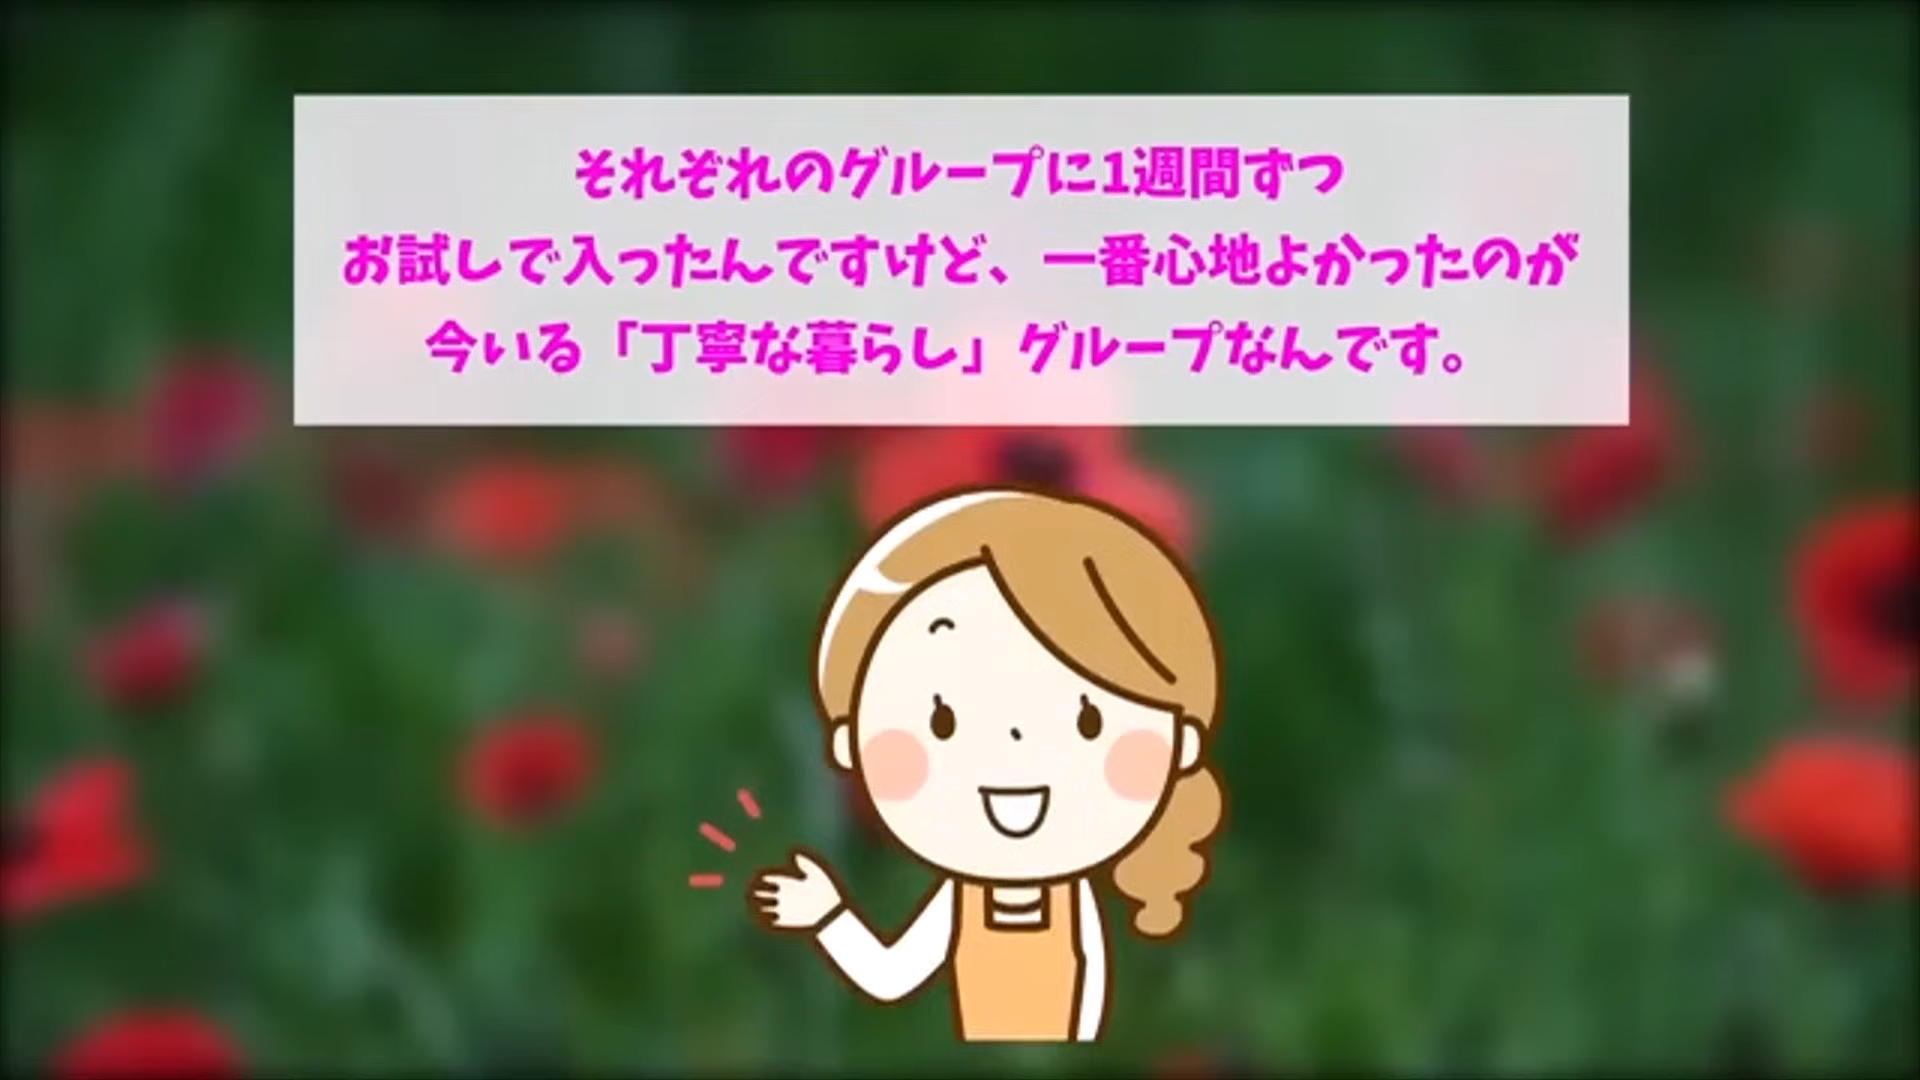 それぞれのグループに1週間ずつ
お試しで入ったんですけど、一番心地よかったのが
今いる「丁寧な暮らし」グループなんです。